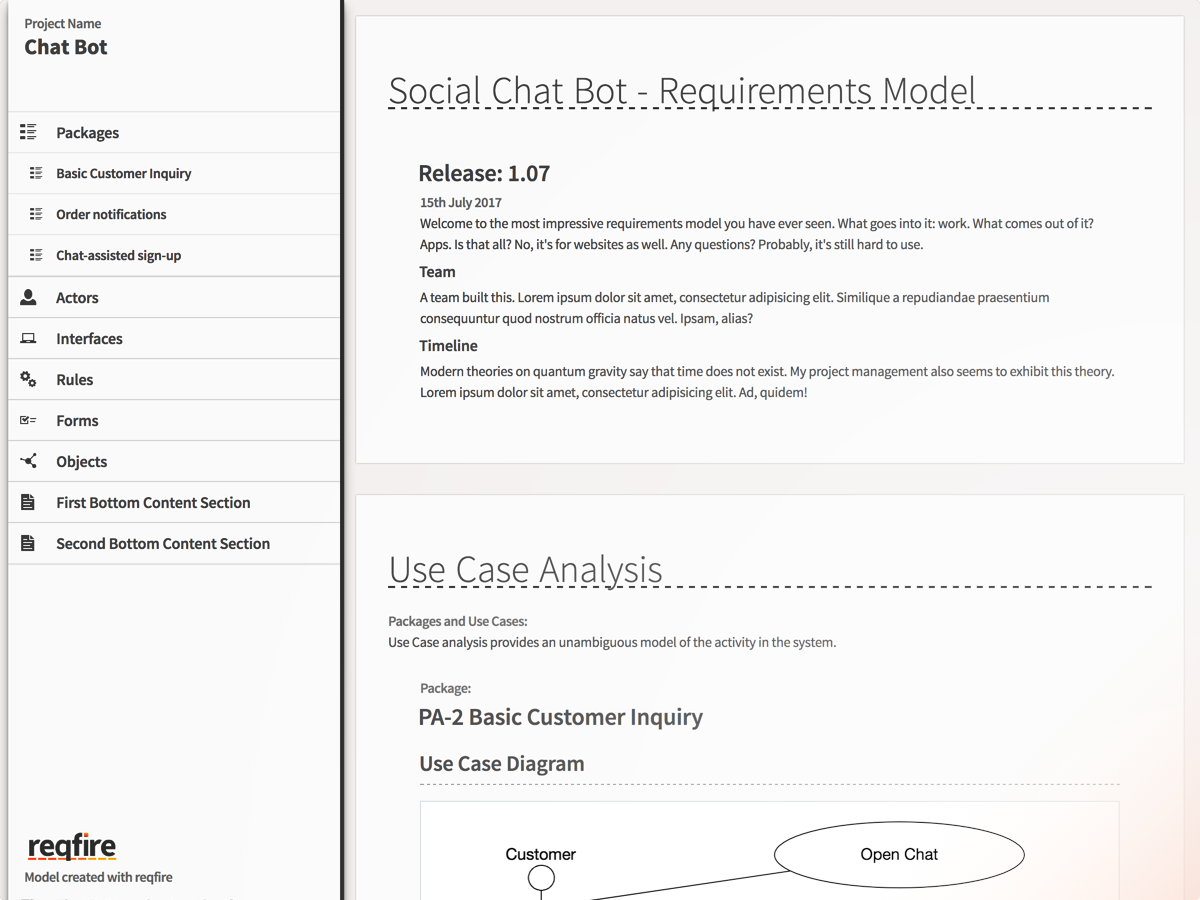 Project Name
Chat Bot
Packages
Basic Customer Inquiry
Order notifications
Chat-assisted sign-up
Actors
Interfaces
Rules
Forms
Objects
First Bottom Content Section
Second Bottom Content Section
reqfire
Model created with reqfire
Social Chat Bot - Requirements Model
Release: 1.07
15th July 2017
Welcome to the most impressive requirements model you have ever seen. What goes into it: work. What comes out of it?
Apps. Is that all? No, it's for websites as well. Any questions? Probably, it's still hard to use.
Team
A team built this. Lorem ipsum dolor sit amet, consectetur adipisicing elit. Similique a repudiandae praesentium
consequuntur quod nostrum officia natus vel. Ipsam, alias?
Timeline
Modern theories on quantum gravity say that time does not exist. My project management also seems to exhibit this theory.
Lorem ipsum dolor sit amet, consectetur adipisicing elit. Ad, quidem!
Use Case Analysis
Packages and Use Cases:
Use Case analysis provides an unambiguous model of the activity in the system.
Package:
PA-2 Basic Customer Inquiry
Use Case Diagram
Customer
Open Chat